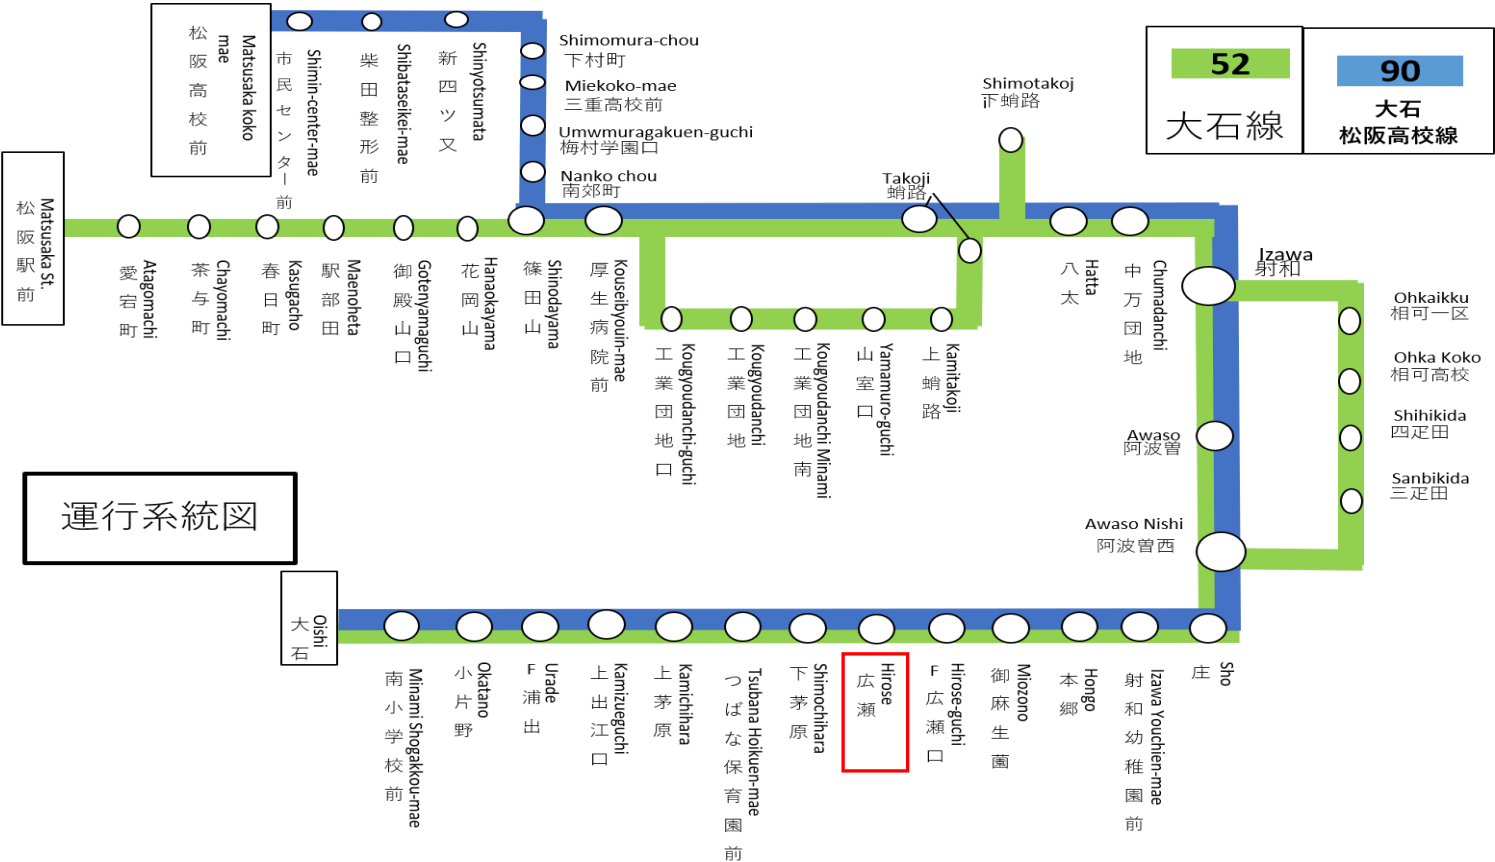 松阪高校前
Matsusaka koko
mae
市民センター前
Shimin-center-mae
柴田整形前
Shibataseikei-mae
新四ツ又
Shinyotsumata
Shimomura-chou
下村町
Miekoko-mae
三重高校前
Umwmuragakuen-guchi
梅村学園口
Nanko chou
南郊町
Shimotakoj
i
下蛸路
Takoji
蛸路
52
大石線
90
大石
松阪高校線
松阪駅前
Matsusaka St.
愛宕町
Atagomachi
茶与町
Chayomachi
春日町
Kasugacho
駅部田
Maenoheta
御殿山口
Gotenyamaguchi
花岡山
Hanaokayama
篠田山
Shinodayama
厚生病院前
Kouseibyouin-mae
工業団地口
Kougyoudanchi-guchi
工業団地
Kougyoudanchi
工業団地南
Kougyoudanchi Minami
山室口
Yamamuro-guchi
上蛸路
Kamitakoji
八太
Hatta
中万団地
Chumadanchi
Izawa
射和
Ohkaikku
相可一区
Ohka Koko
相可高校
Shihikida
四疋田
Sanbikida
三疋田
Awaso
阿波曽
Awaso Nishi
阿波曽西
運行系統図
大石
Oishi
南小学校前
Minami Shogakkou-mae
小片野
Okatano
F浦出
Urade
上出江口
Kamizueguchi
上茅原
Kamichihara
つばな保育園前
Tsubana Hoikuen-mae
下茅原
Shimochihara
広瀬
Hirose
F広瀬口
Hirose-guchi
御麻生薗
Miozono
本郷
Hongo
射和幼稚園前
Izawa Youchien-mae
庄
Sho